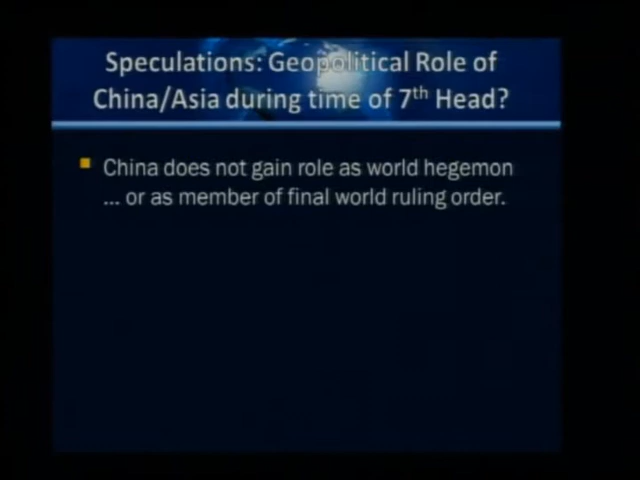 Speculations: Geopolitical Role of
China/Asia during time of 7th Head?
China does not gain role as world hegemon
... or as member of final world ruling order.